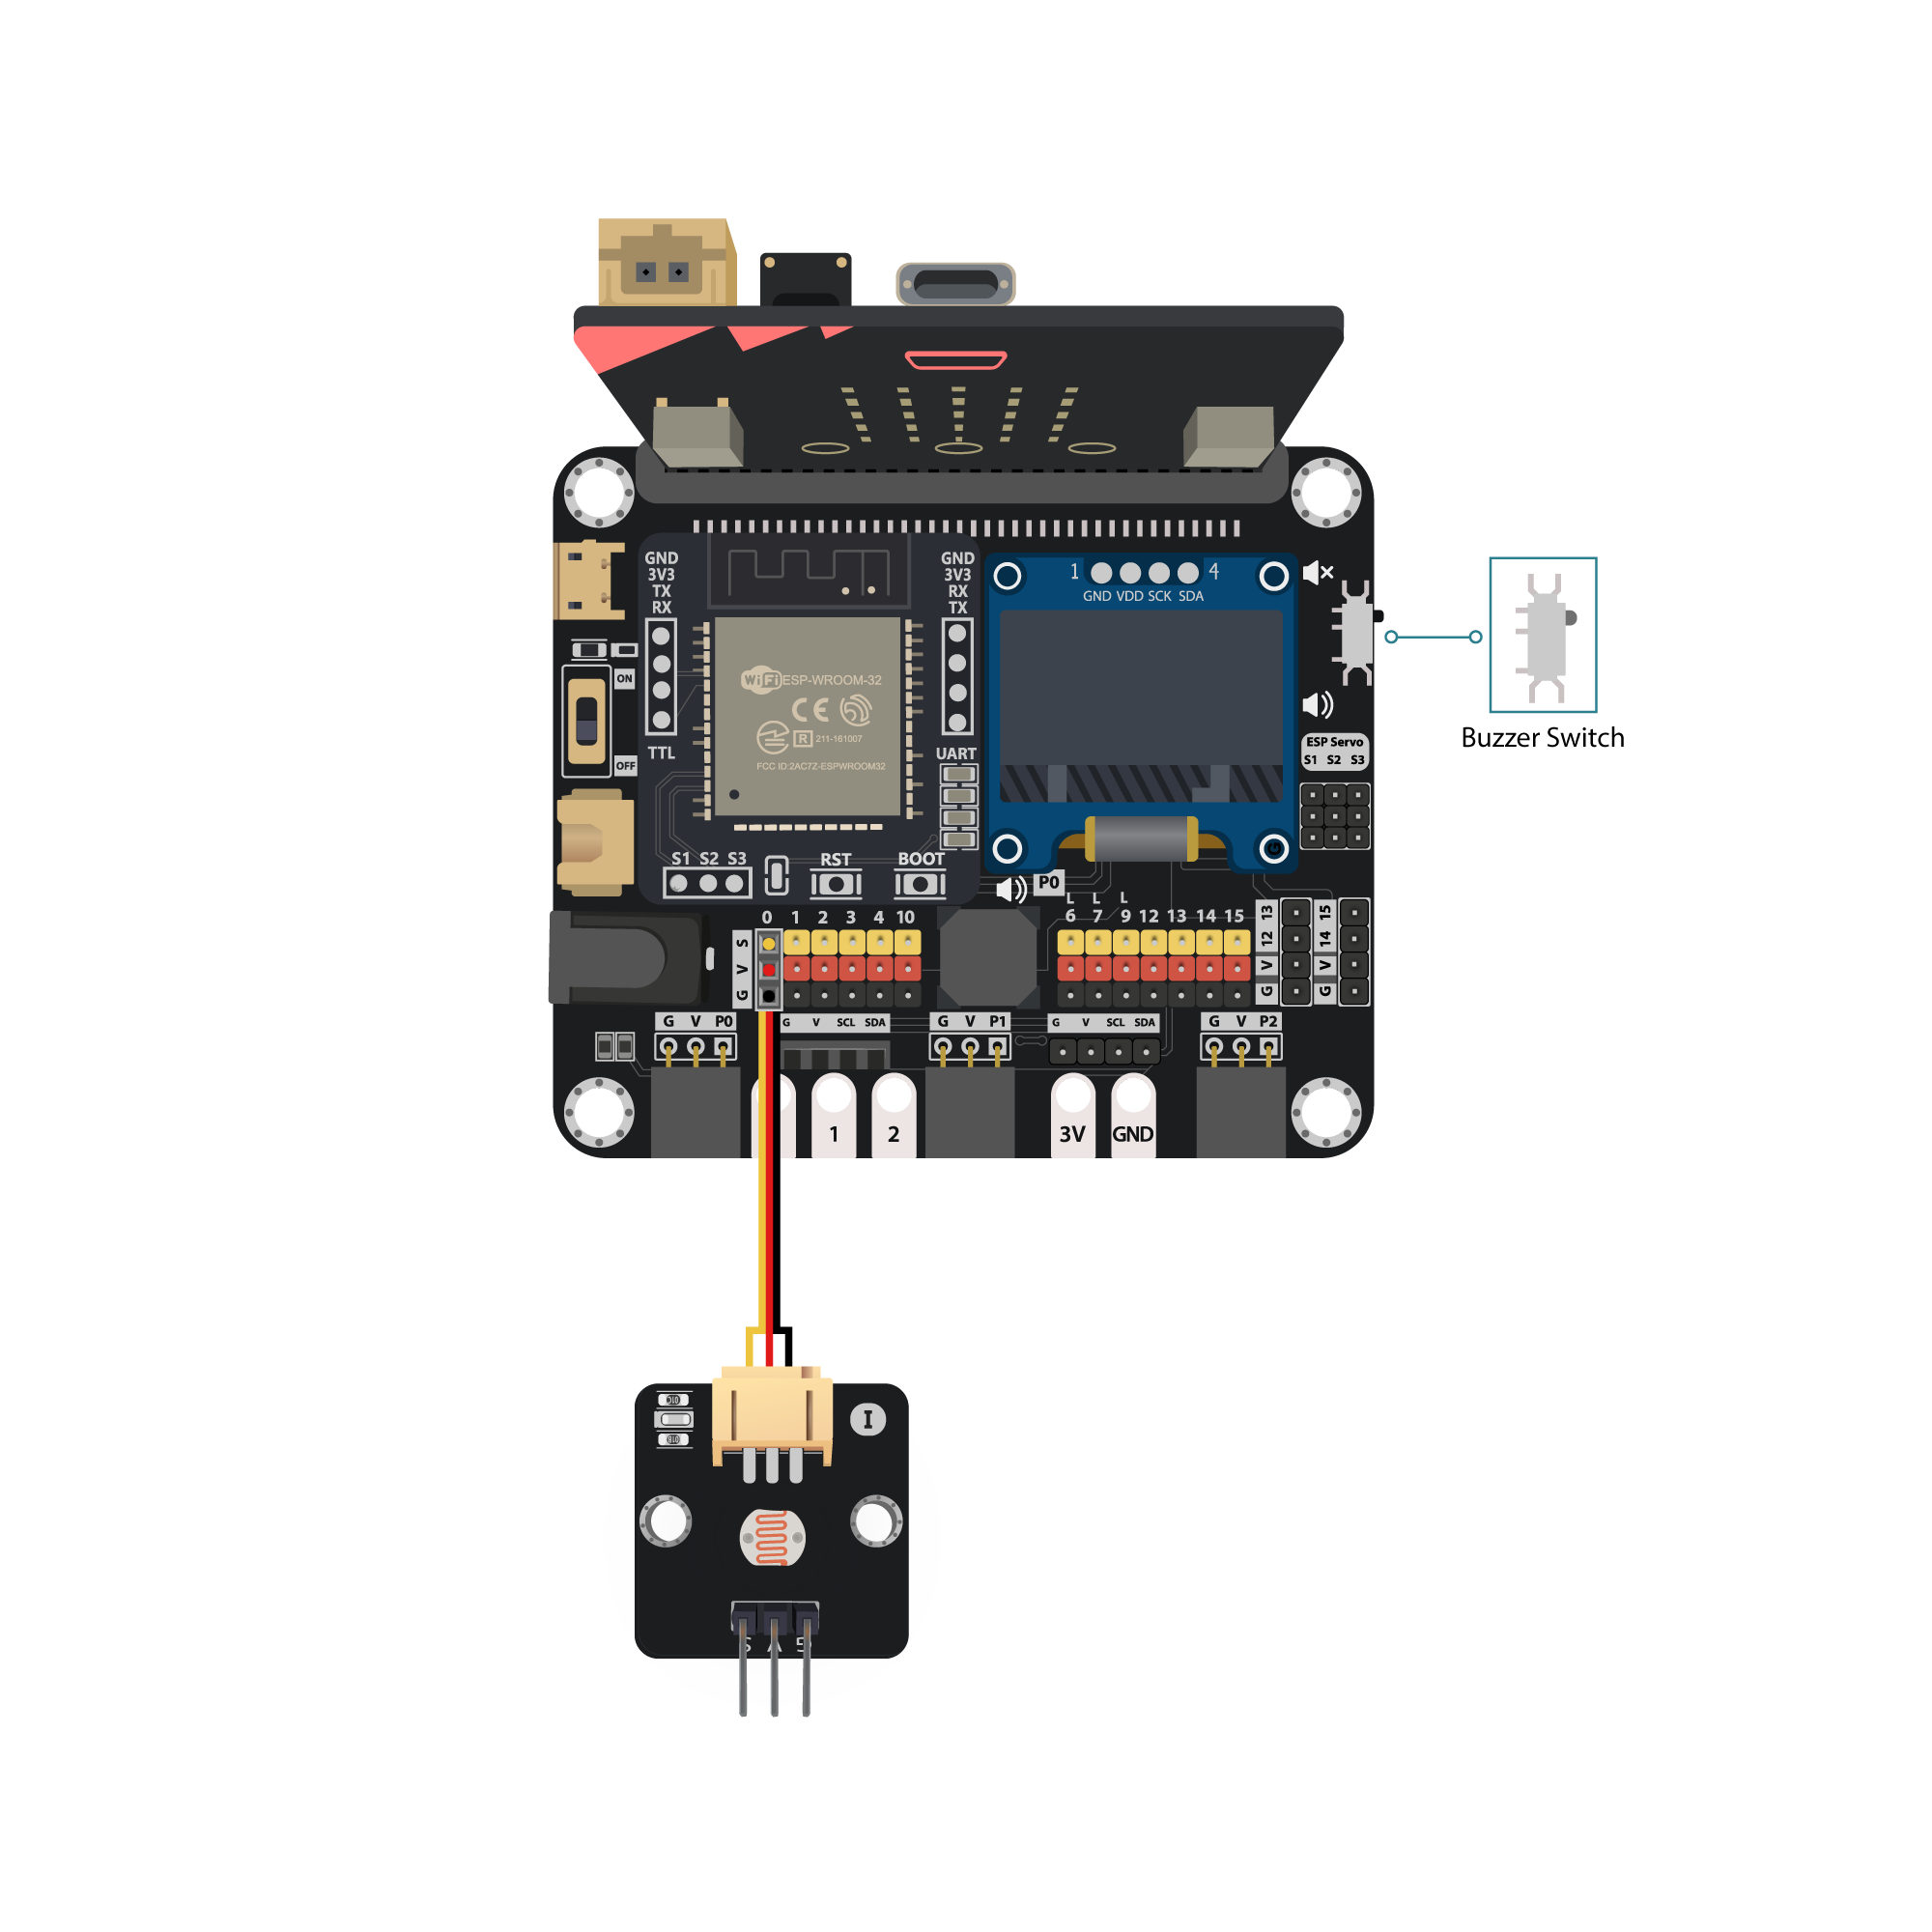 GND
3V3
TX
RX
GND
3V3
RX
TX
1 4
GND VDD SCK SDA
ON
WiFi ESP-WROOM-32
CE
R 211-161007
FCC ID:2AC7Z-ESPWROOM32
OFF
TTL
UART
Buzzer Switch
ESP Servo
S1 S2 S3
S1 S2 S3
RST
BOOT
P0
L L L
0 1 2 3 4 10
6 7 9 12 13 14 15
S
V
G
13
12
V
G
15
14
V
G
G V P0
G V SCL SDA
G V P1
G V SCL SDA
G V P2
1
2
3V
GND
I